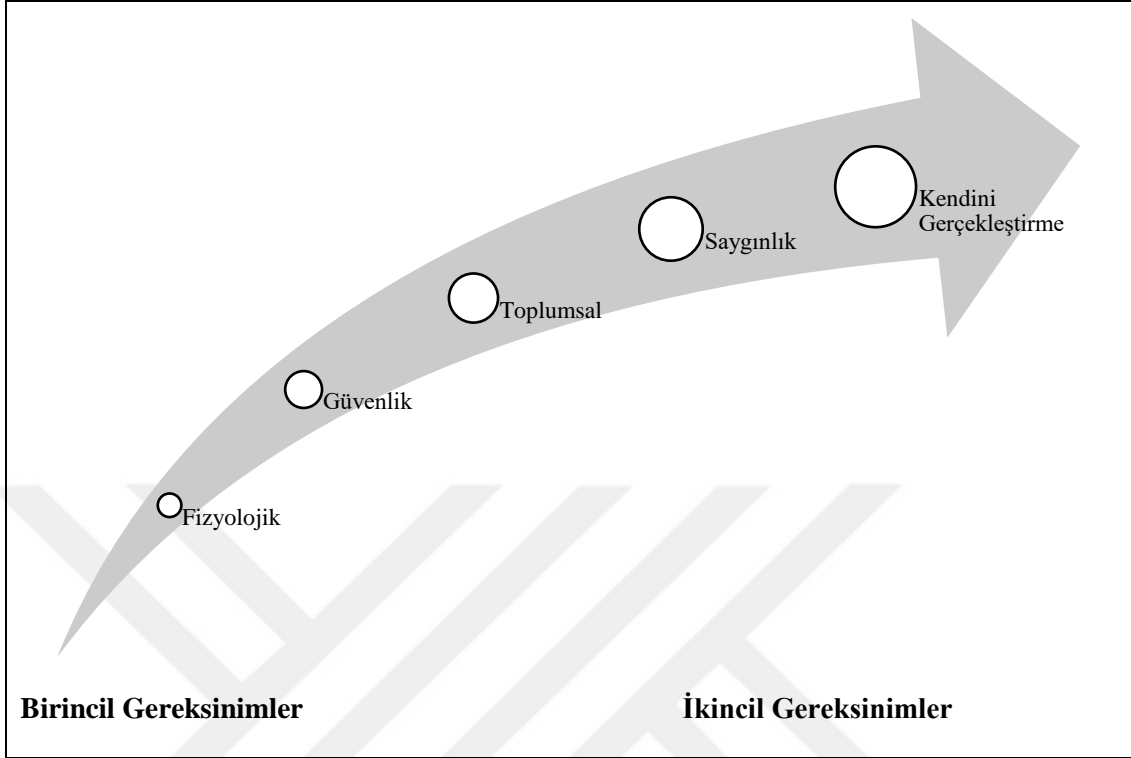 Kendini
Gerçekleştirme
Saygınlık
Toplumsal
Güvenlik
Fizyolojik
Birincil Gereksinimler
İkincil Gereksinimler